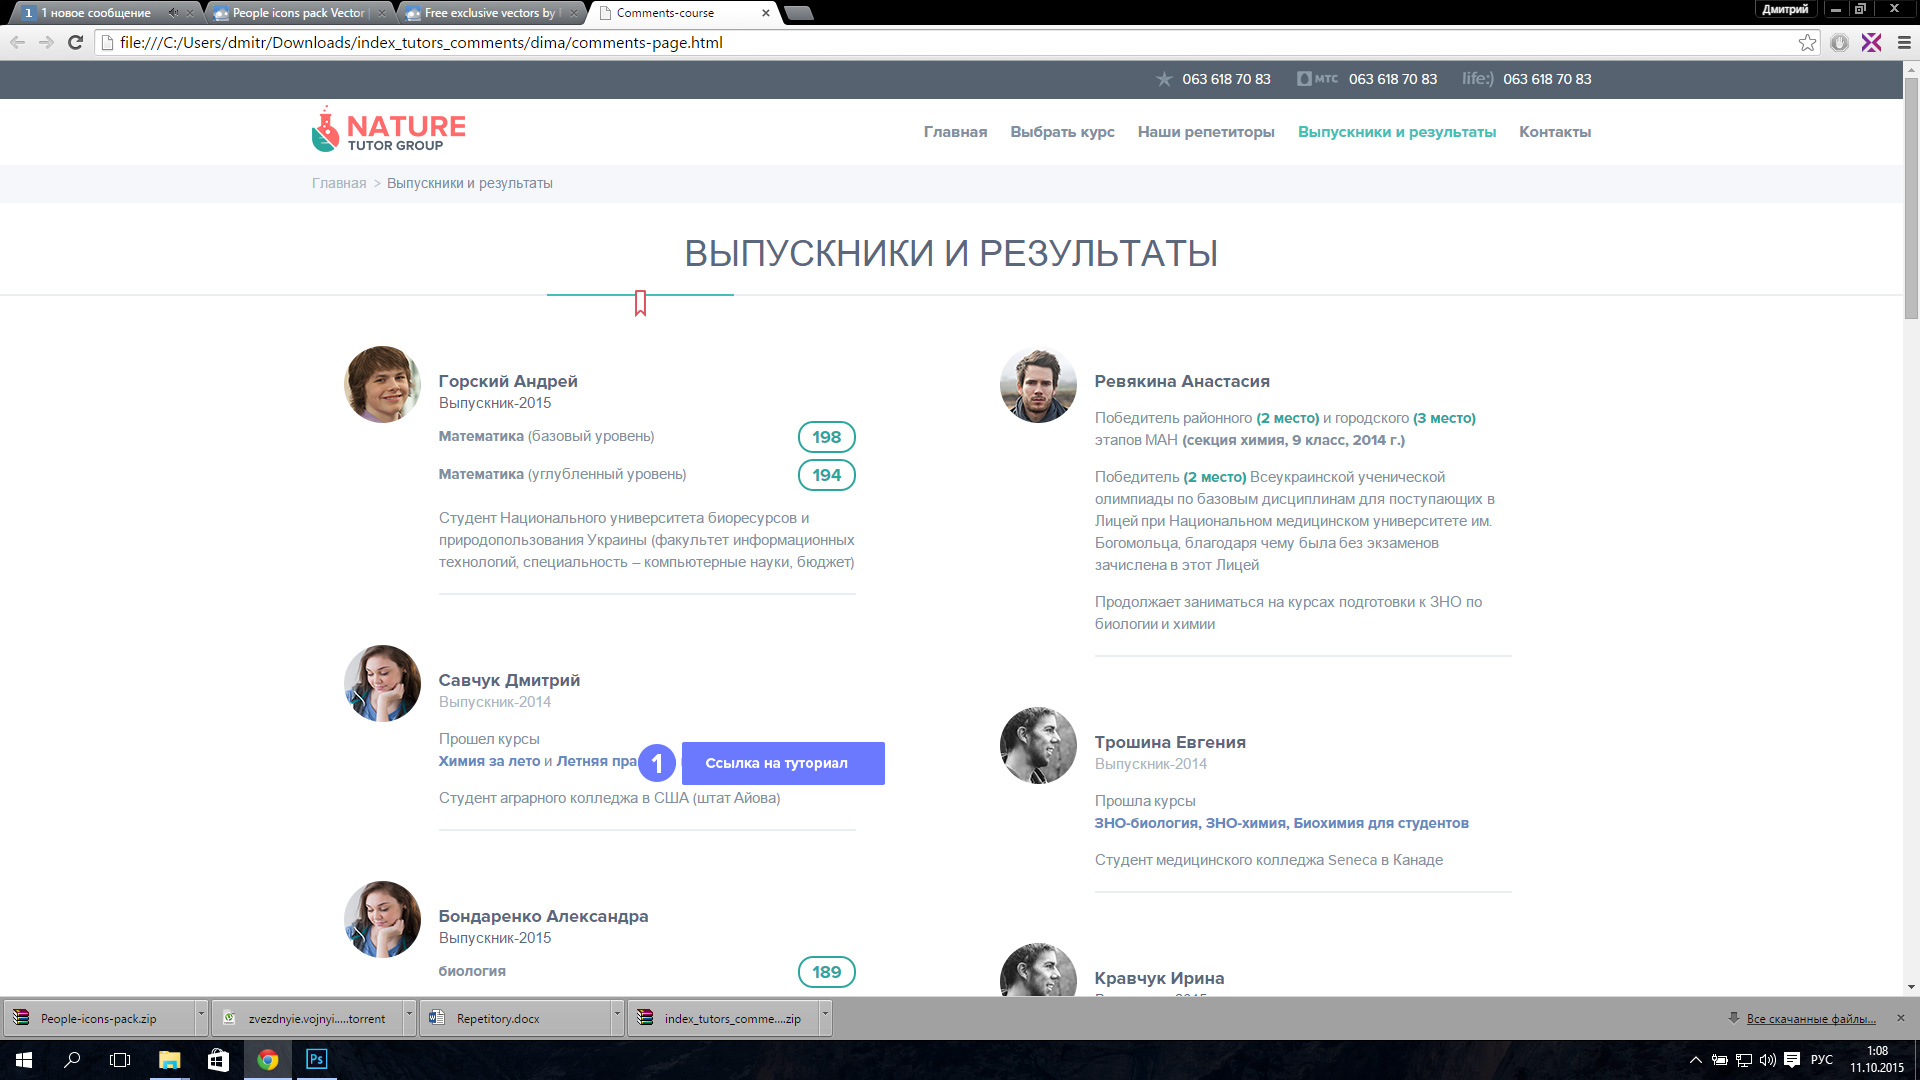 1 новое сообщение
People icons pack Vector
Free exclusive vectors by
Comments-course
Дмитрий
file:///C:/Users/dmitr/Downloads/index_tutors_comments/dima/comments-page.html
063 618 70 83
МТС 063 618 70 83
life:) 063 618 70 83
NATURE
TUTOR GROUP
Главная
Выбрать курс
Наши репетиторы
Выпускники и результаты
Контакты
Главная > Выпускники и результаты
ВЫПУСКНИКИ И РЕЗУЛЬТАТЫ
Горский Андрей
Выпускник-2015
Математика (базовый уровень) 198
Математика (углубленный уровень) 194
Студент Национального университета биоресурсов и
природопользования Украины (факультет информационных
технологий, специальность – компьютерные науки, бюджет)
Савчук Дмитрий
Выпускник-2014
Прошел курсы
Химия за лето и Летняя пра
1 Ссылка на туториал
Студент аграрного колледжа в США (штат Айова)
Бондаренко Александра
Выпускник-2015
биология 189
Ревякина Анастасия
Победитель районного (2 место) и городского (3 место)
этапов МАН (секция химия, 9 класс, 2014 г.)
Победитель (2 место) Всеукраинской ученической
олимпиады по базовым дисциплинам для поступающих в
Лицей при Национальном медицинском университете им.
Богомольца, благодаря чему была без экзаменов
зачислена в этот Лицей
Продолжает заниматься на курсах подготовки к ЗНО по
биологии и химии
Трошина Евгения
Выпускник-2014
Прошла курсы
ЗНО-биология, ЗНО-химия, Биохимия для студентов
Студент медицинского колледжа Seneca в Канаде
Кравчук Ирина
People-icons-pack.zip
zvezdnyie.vojnyi.....torrent
Repetitory.docx
index_tutors_comme....zip
Все скачанные файлы...
Ps
РУС
1:08
11.10.2015